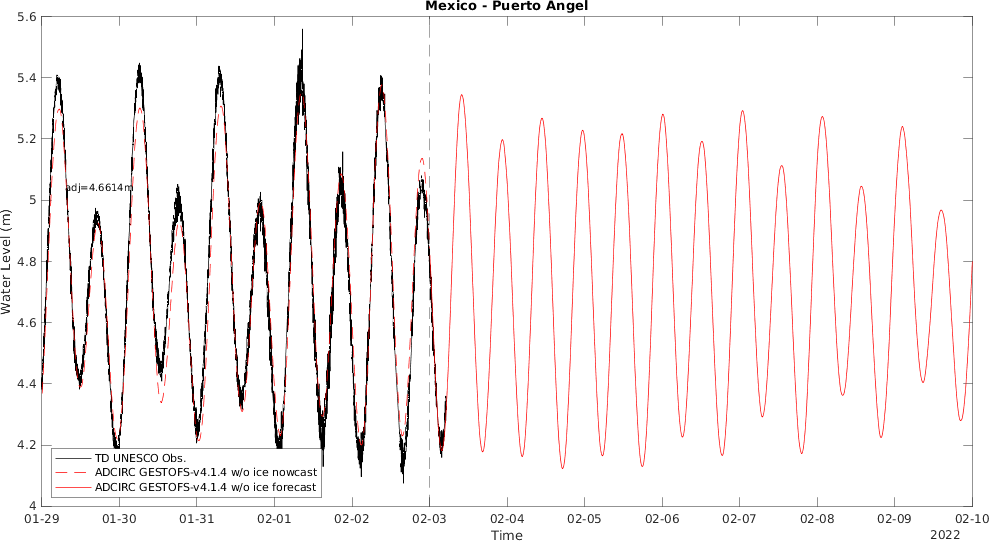 Mexico - Puerto Angel
5.6
5.4
5.2
5
4.8
4.6
4.4
4.2
4
Water Level (m)
adj=4.6614m
TD UNESCO Obs.
ADCIRC GESTOFS-v4.1.4 w/o ice nowcast
ADCIRC GESTOFS-v4.1.4 w/o ice forecast
01-29 01-30 01-31 02-01 02-02 02-03 02-04 02-05 02-06 02-07 02-08 02-09 02-10
Time
2022